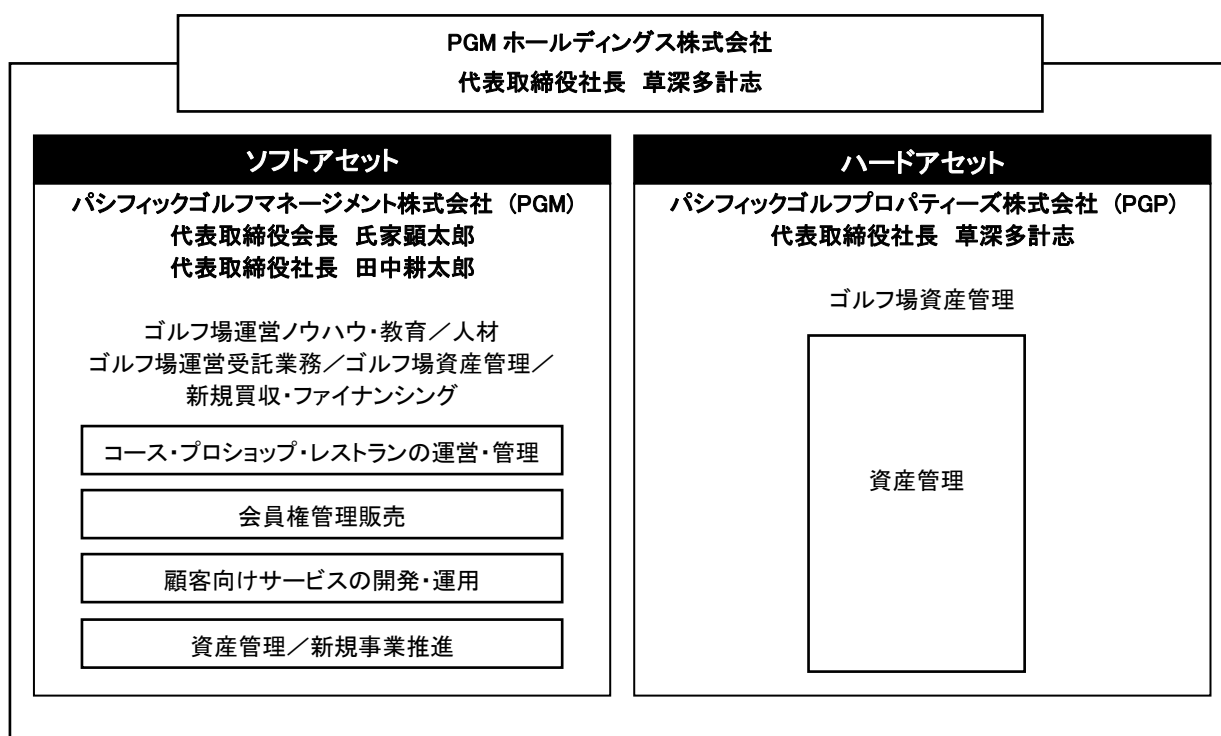 PGM ホールディングス株式会社
代表取締役社長 草深多計志
ソフトアセット
パシフィックゴルフマネージメント株式会社 (PGM)
代表取締役会長 氏家顕太郎
代表取締役社長 田中耕太郎
ゴルフ場運営ノウハウ・教育／人材
ゴルフ場運営受託業務／ゴルフ場資産管理／
新規買収・ファイナンシング
コース・プロショップ・レストランの運営・管理
会員権管理販売
顧客向けサービスの開発・運用
資産管理／新規事業推進
ハードアセット
パシフィックゴルフプロパティーズ株式会社 (PGP)
代表取締役社長 草深多計志
ゴルフ場資産管理
資産管理